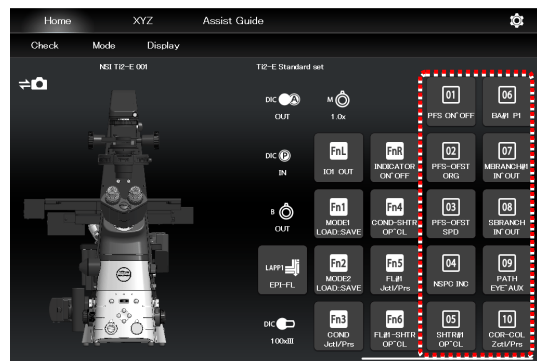 Home XYZ Assist Guide
Check Mode Display
NSI Ti2-E 001
Ti2-E Standard set
DIC A
OUT
M
1.0x
01
PFS ON~OFF
06
BA#1 P1
DIC P
IN
FnL
IO1 OUT
FnR
INDICATOR
ON~OFF
02
PFS-OFST
ORG
07
MBRANCH#1
IN~OUT
B
OUT
Fn1
MODE1
LOAD:SAVE
Fn4
COND-SHTR
OP~CL
03
PFS-OFST
SPD
08
SBRANCH
IN~OUT
LAPP1
EPI-FL
Fn2
MODE2
LOAD:SAVE
Fn5
FL#1
Jctl/Prs
04
NSPC INC
09
PATH
EYE~AUX
DIC
100xIII
Fn3
COND
Jctl/Prs
Fn6
FL#1-SHTR
OP~CL
05
SHTR#1
OP~CL
10
COR-COL
Zctl/Prs